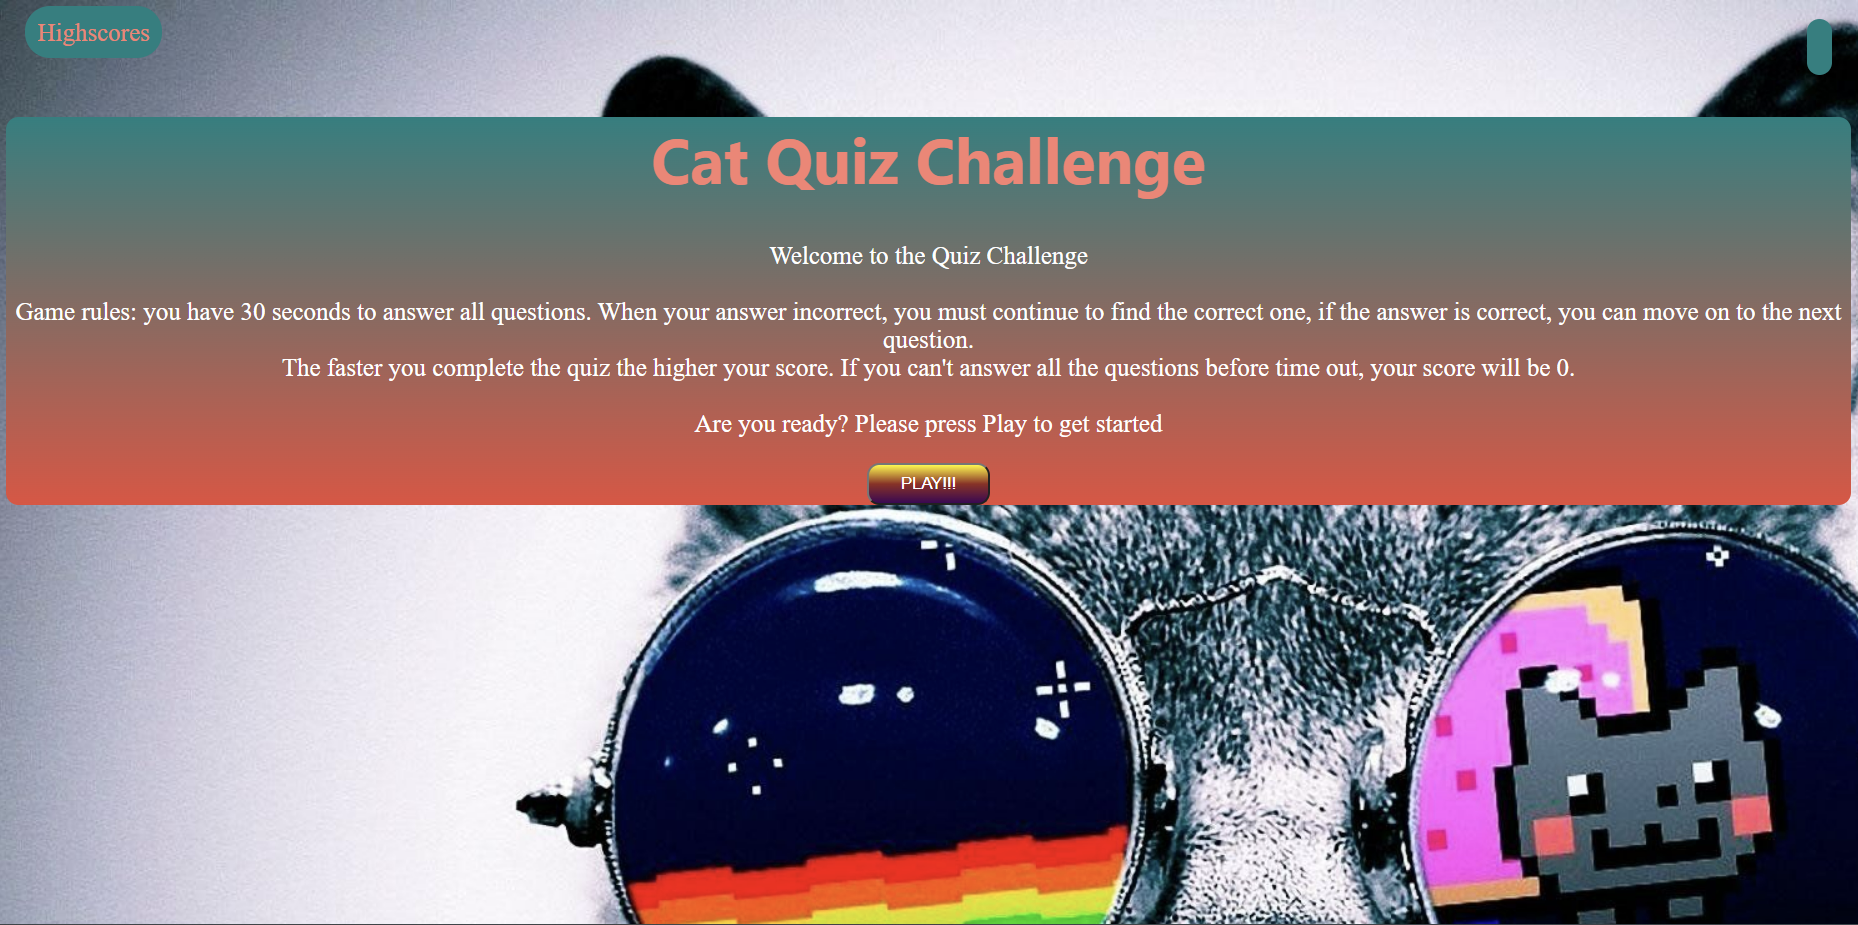 Highscores
Cat Quiz Challenge
Welcome to the Quiz Challenge
Game rules: you have 30 seconds to answer all questions. When your answer incorrect, you must continue to find the correct one, if the answer is correct, you can move on to the next
question.
The faster you complete the quiz the higher your score. If you can't answer all the questions before time out, your score will be 0.
Are you ready? Please press Play to get started
PLAY!!!